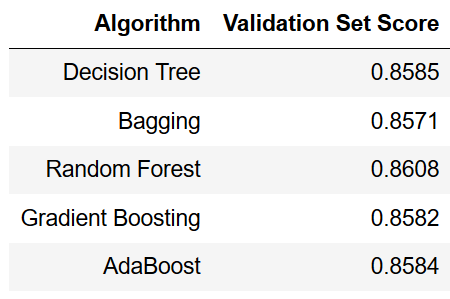 Algorithm Validation Set Score
Decision Tree 0.8585
Bagging 0.8571
Random Forest 0.8608
Gradient Boosting 0.8582
AdaBoost 0.8584